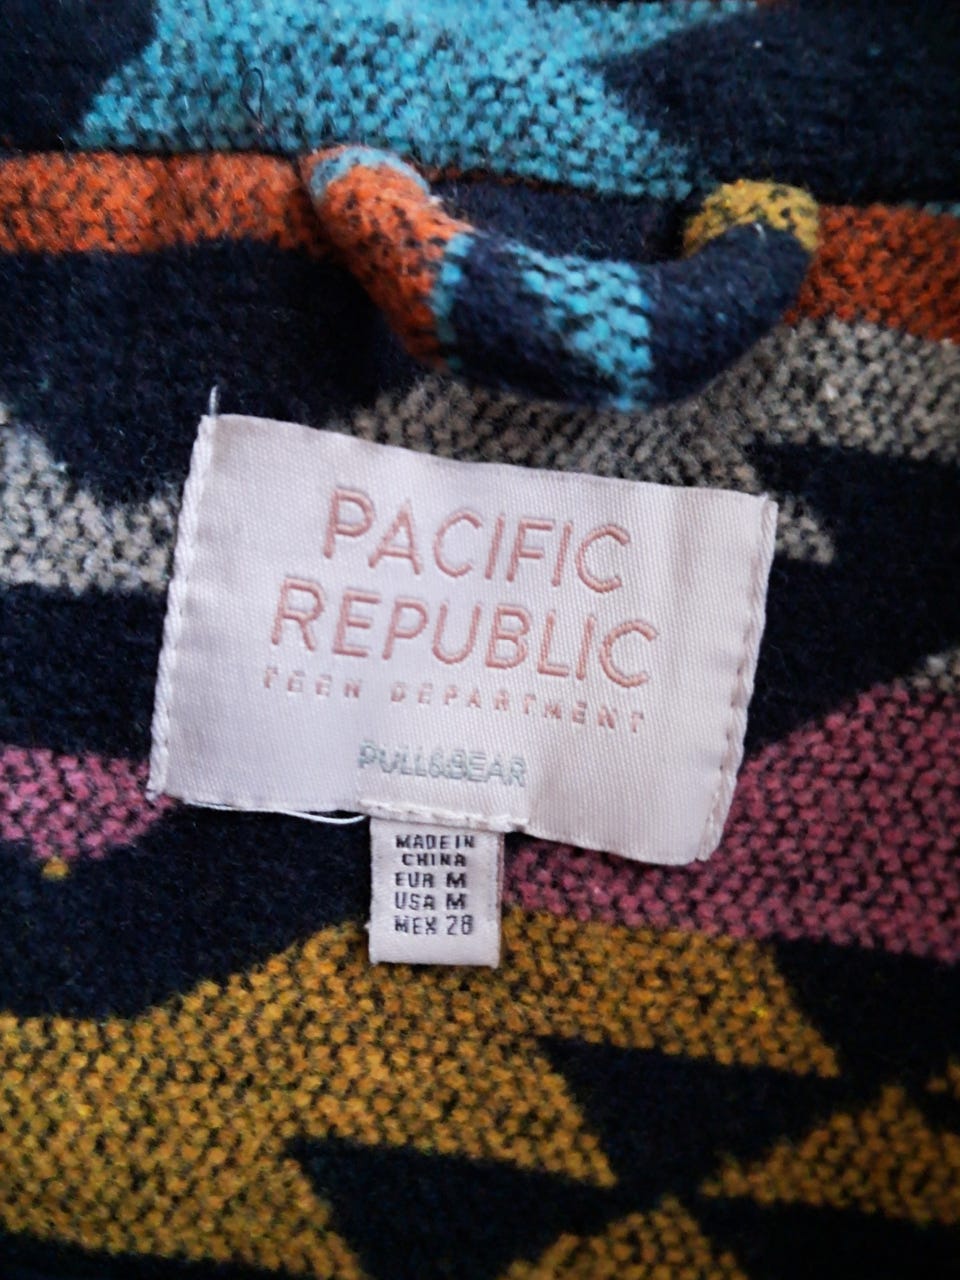 PACIFIC
REPUBLIC
TEEN DEPARTMENT
PULL&BEAR
MADE IN
CHINA
EUR M
USA M
MEX 28